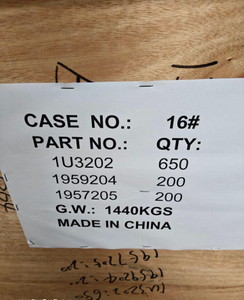 CASE NO.: 16#
PART NO.: QTY:
1U3202 650
1959204 200
1957205 200
G.W.: 1440KGS
MADE IN CHINA